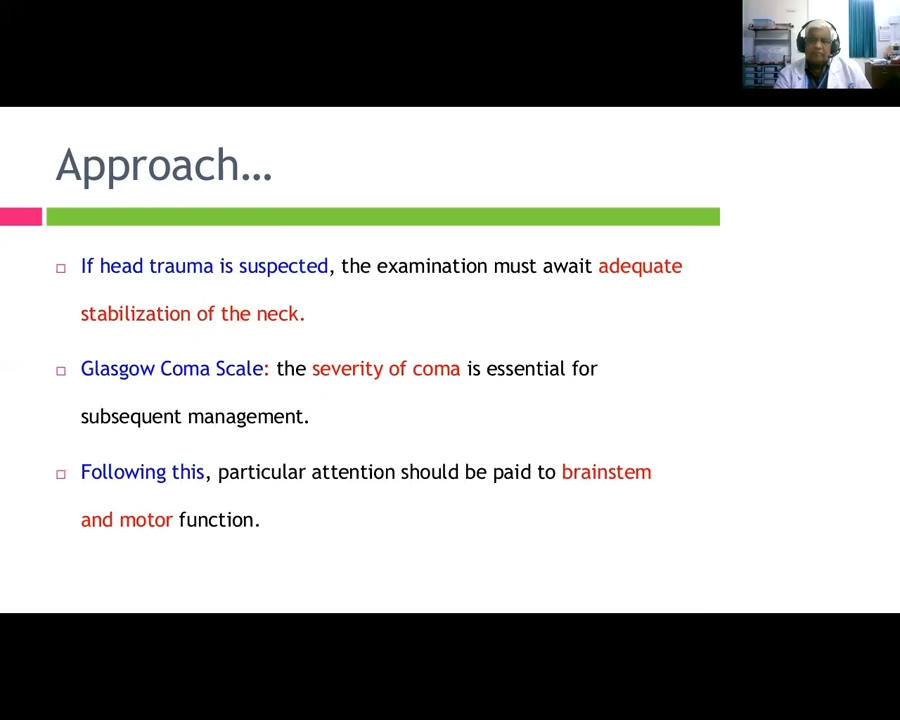 Approach...
If head trauma is suspected, the examination must await adequate
stabilization of the neck.
Glasgow Coma Scale: the severity of coma is essential for
subsequent management.
Following this, particular attention should be paid to brainstem
and motor function.